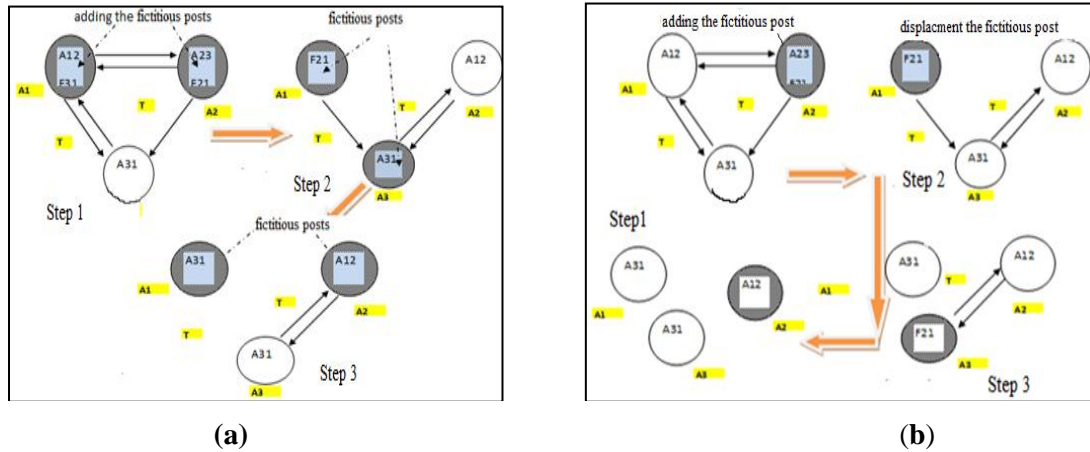 adding the fictitious posts
A12
F31
A1
A23
F21
A2
T
T
A31
Step 1
fictitious posts
F21
A1
A12
A2
T
T
A31
A3
Step 2
fictitious posts
A31
A1
A12
A2
T
T
A31
A3
Step 3
(a)
adding the fictitious post
A12
A1
A23
A2
T
T
A31
Step1
displacment the fictitious post
F21
A1
A12
A2
T
T
A31
A3
Step 2
A31
A1
A12
A2
A31
A3
A31
A1
T
A12
A2
F21
A3
Step 3
(b)